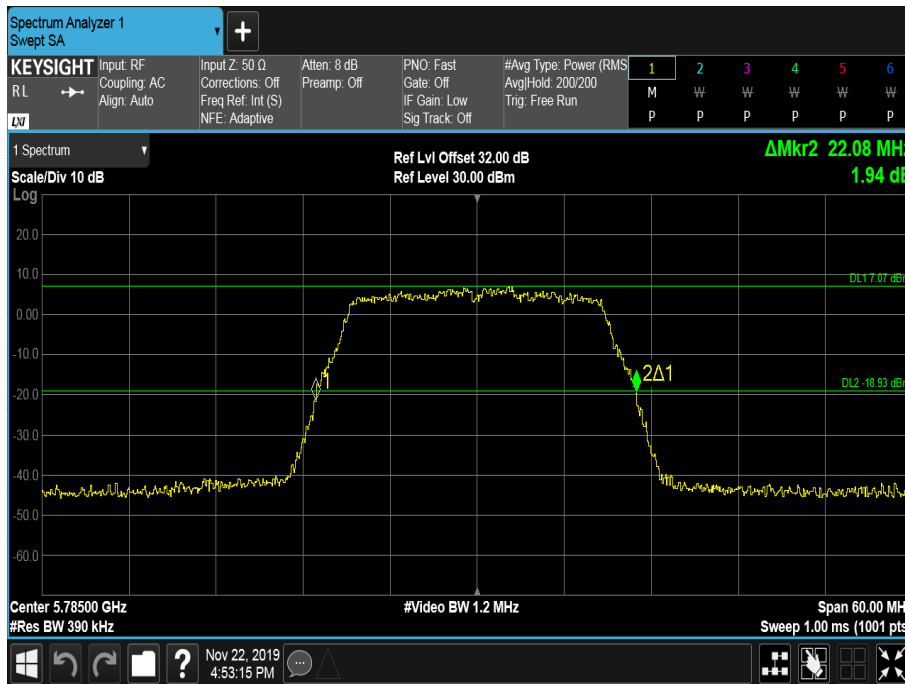 Spectrum Analyzer 1
Swept SA
+
KEYSIGHT
Input: RF
Coupling: AC
Align: Auto
Input Z: 50 Ω
Corrections: Off
Freq Ref: Int (S)
NFE: Adaptive
Atten: 8 dB
Preamp: Off
PNO: Fast
Gate: Off
IF Gain: Low
Sig Track: Off
#Avg Type: Power (RMS
Avg|Hold: 200/200
Trig: Free Run
1 2 3 4 5 6
M W W W W W
P P P P P P
R L
LXI
1 Spectrum
Scale/Div 10 dB
Log
Ref Lvl Offset 32.00 dB
Ref Level 30.00 dBm
ΔMkr2 22.08 MHz
1.94 dB
20.0
10.0
0.00
-10.0
-20.0
-30.0
-40.0
-50.0
-60.0
DL1 7.07 dBm
1
2Δ1
DL2 -18.93 dBm
Center 5.78500 GHz
#Res BW 390 kHz
#Video BW 1.2 MHz
Span 60.00 MH
Sweep 1.00 ms (1001 pts
?
Nov 22, 2019
4:53:15 PM